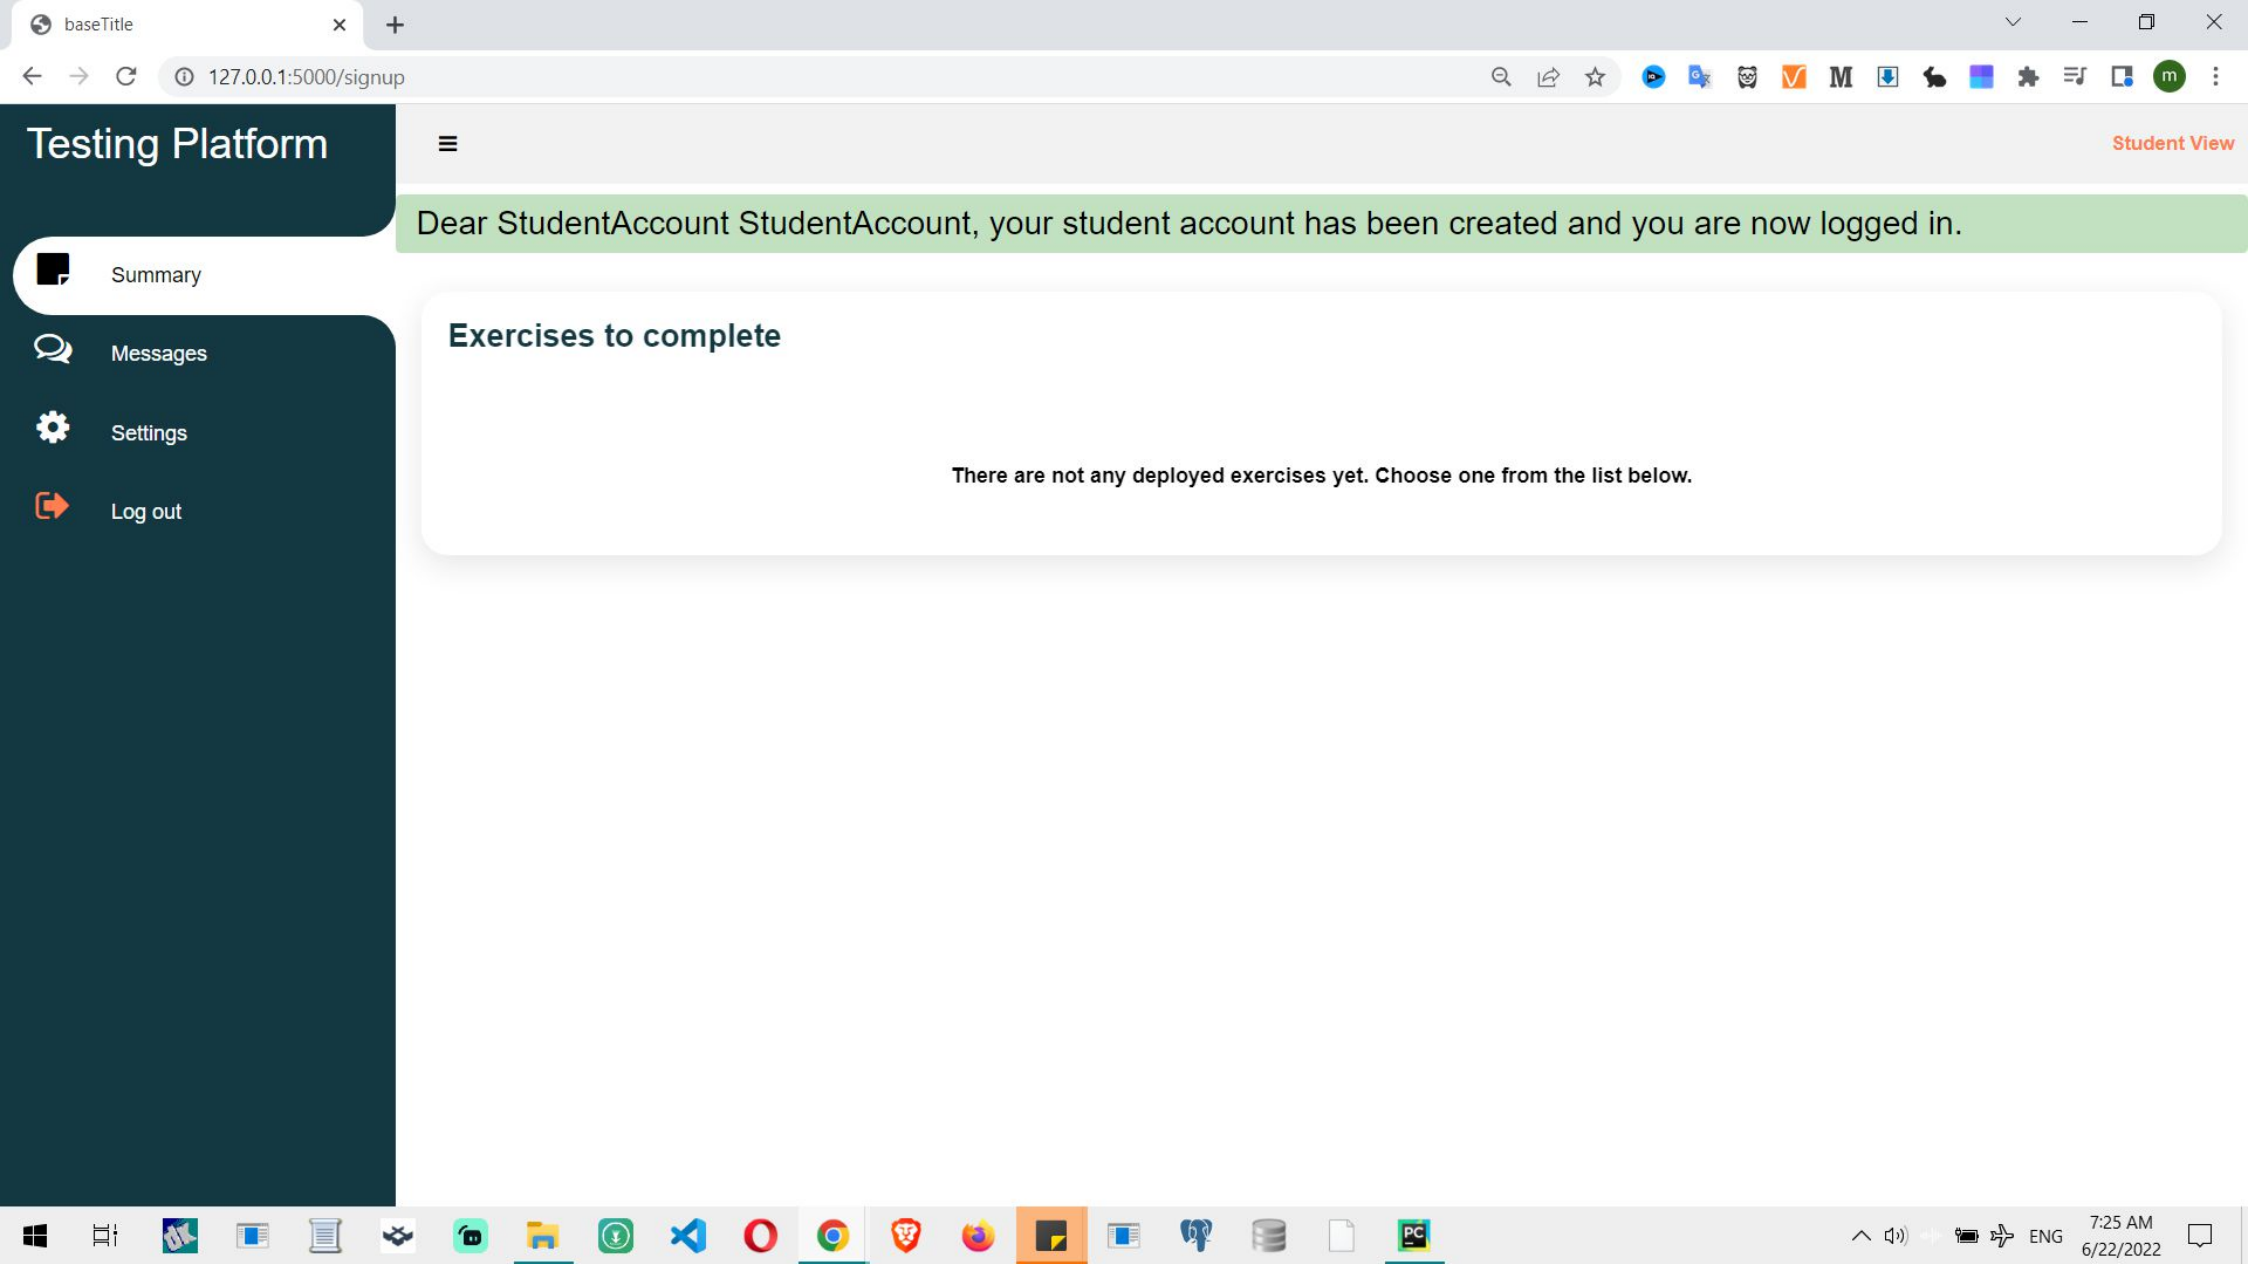 baseTitle
127.0.0.1:5000/signup
M
m
Testing Platform
Student View
Dear StudentAccount StudentAccount, your student account has been created and you are now logged in.
Summary
Exercises to complete
Messages
Settings
There are not any deployed exercises yet. Choose one from the list below.
Log out
PC
ENG
7:25 AM
6/22/2022